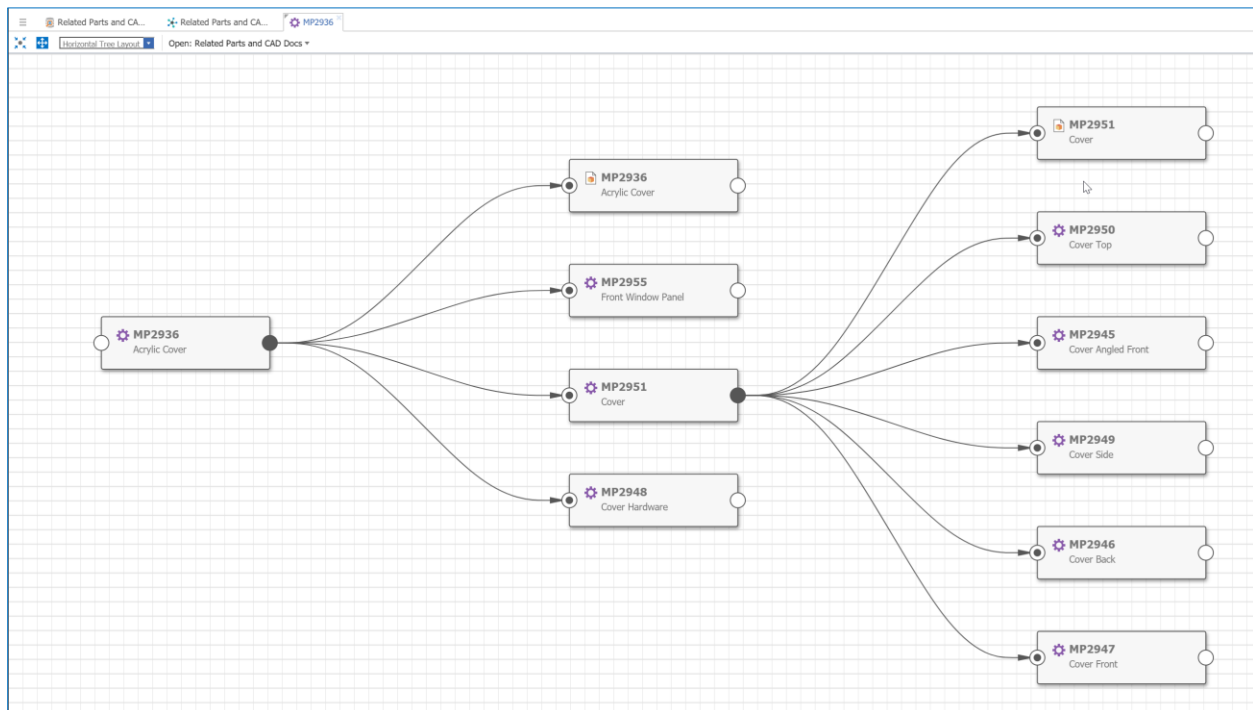 Related Parts and CA...
Related Parts and CA...
MP2936
Horizontal Tree Layout
Open: Related Parts and CAD Docs
MP2936
Acrylic Cover
MP2936
Acrylic Cover
MP2955
Front Window Panel
MP2951
Cover
MP2948
Cover Hardware
MP2951
Cover
MP2950
Cover Top
MP2945
Cover Angled Front
MP2949
Cover Side
MP2946
Cover Back
MP2947
Cover Front